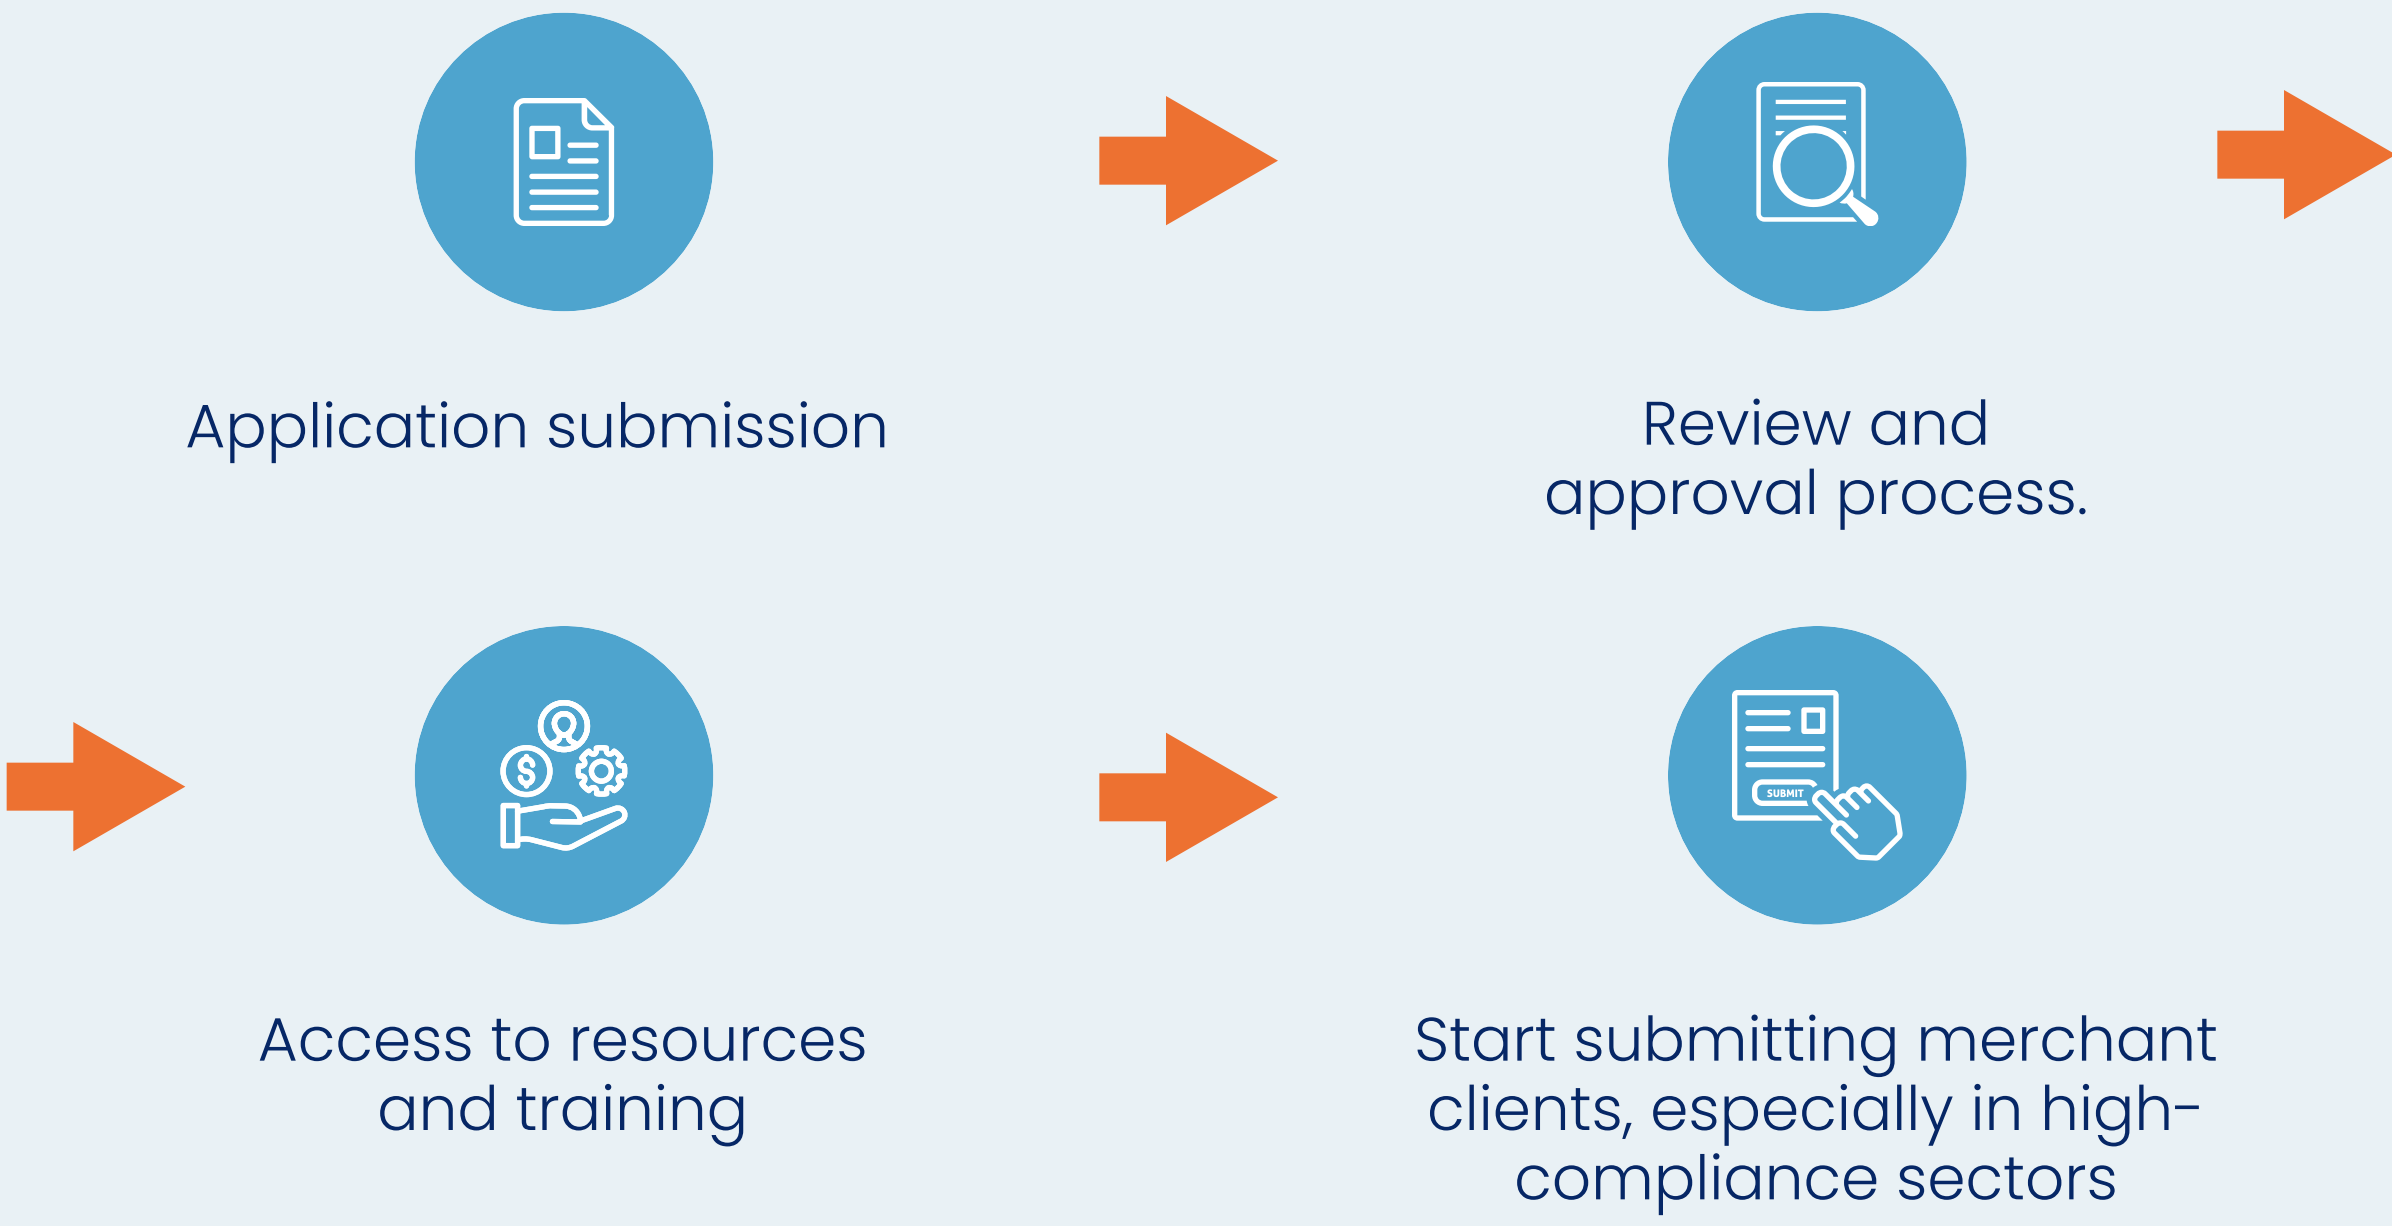 Application submission
Review and
approval process.
Access to resources
and training
SUBMIT
Start submitting merchant
clients, especially in high-
compliance sectors